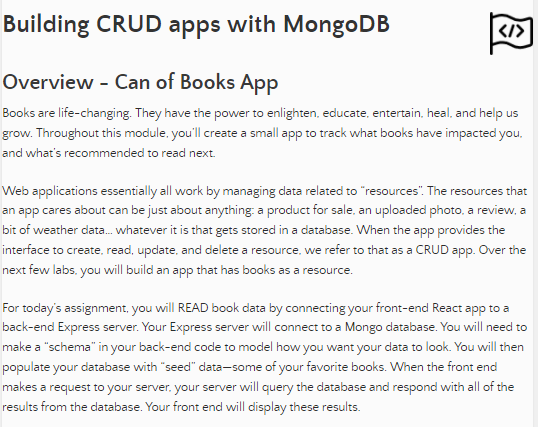 Building CRUD apps with MongoDB
</>
Overview - Can of Books App
Books are life-changing. They have the power to enlighten, educate, entertain, heal, and help us
grow. Throughout this module, you'll create a small app to track what books have impacted you,
and what's recommended to read next.
Web applications essentially all work by managing data related to "resources". The resources that
an app cares about can be just about anything: a product for sale, an uploaded photo, a review, a
bit of weather data... whatever it is that gets stored in a database. When the app provides the
interface to create, read, update, and delete a resource, we refer to that as a CRUD app. Over the
next few labs, you will build an app that has books as a resource.
For today's assignment, you will READ book data by connecting your front-end React app to a
back-end Express server. Your Express server will connect to a Mongo database. You will need to
make a "schema" in your back-end code to model how you want your data to look. You will then
populate your database with "seed" data—some of your favorite books. When the front end
makes a request to your server, your server will query the database and respond with all of the
results from the database. Your front end will display these results.